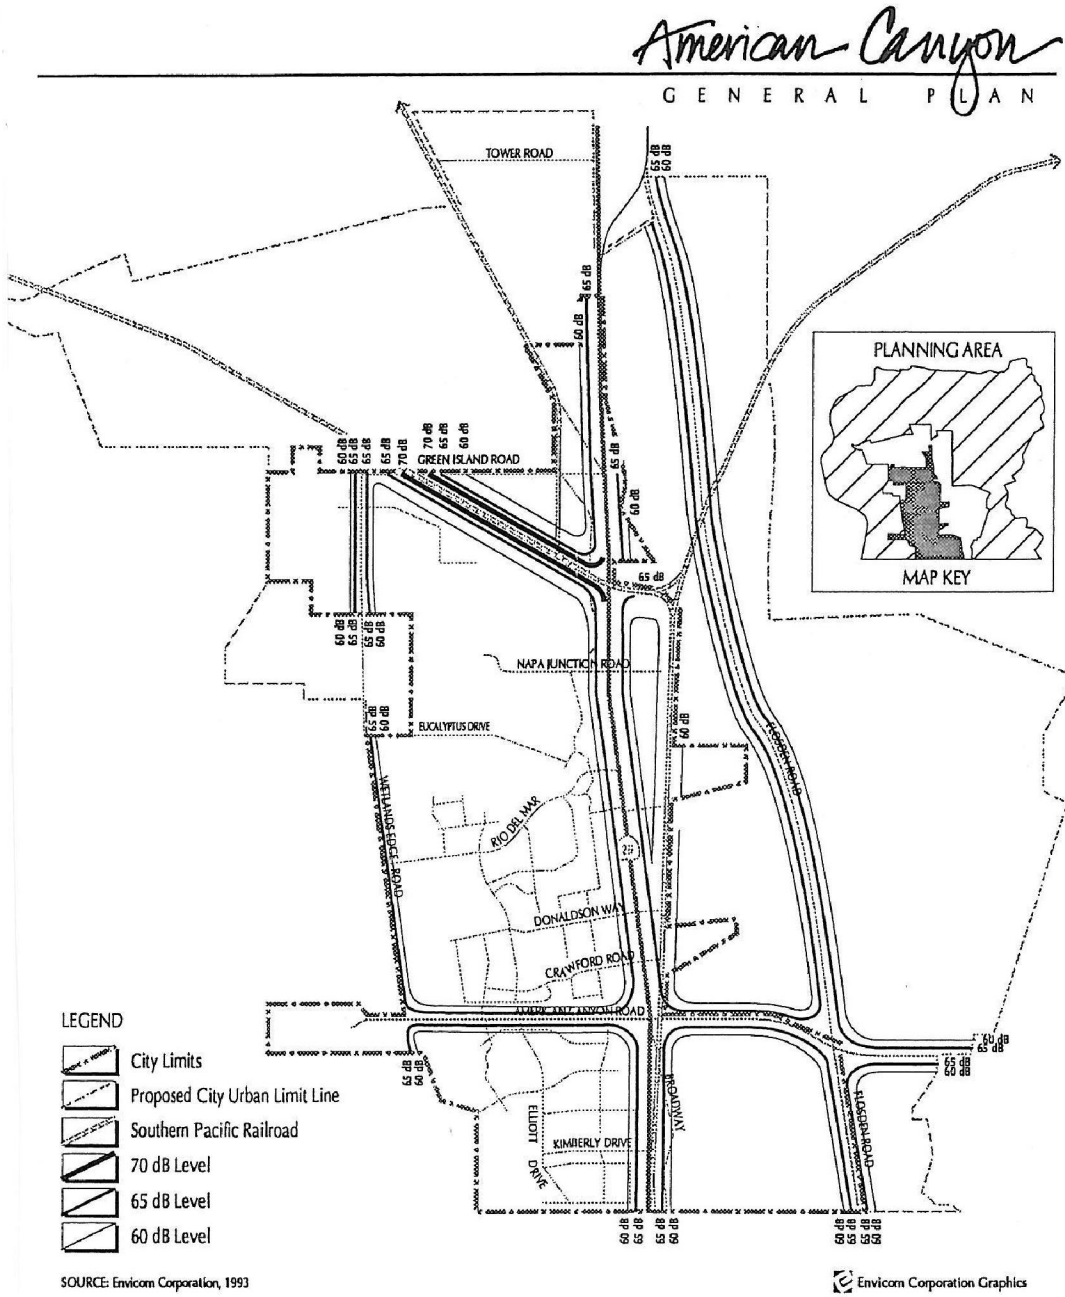 American Canyon
GENERAL PLAN
TOWER ROAD
65 dB
60 dB
65 dB
60 dB
PLANNING AREA
MAP KEY
60 dB
65 dB
65 dB
65 dB
70 dB
70 dB
65 dB
60 dB
GREEN ISLAND ROAD
65 dB
60 dB
65 dB
60 dB
65 dB
65 dB
60 dB
NAPA JUNCTION ROAD
65 dB
60 dB
60 dB
EUCALYPTUS DRIVE
FLOSDEN ROAD
WETLANDS EDGE ROAD
RIO DEL MAR
29
DONALDSON WAY
CRAWFORD ROAD
AMERICAN CANYON ROAD
60 dB
65 dB
65 dB
65 dB
60 dB
BROADWAY
FLOSDEN ROAD
ELLIOTT DRIVE
KIMBERLY DRIVE
60 dB
65 dB
65 dB
60 dB
60 dB
65 dB
65 dB
60 dB
LEGEND
City Limits
Proposed City Urban Limit Line
Southern Pacific Railroad
70 dB Level
65 dB Level
60 dB Level
SOURCE: Envicom Corporation, 1993
Envicom Corporation Graphics